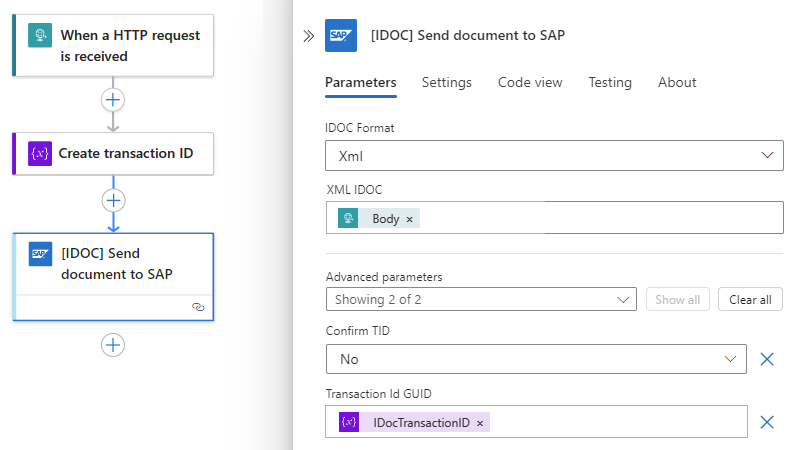 When a HTTP request
is received
{x} Create transaction ID
SAP [IDOC] Send
document to SAP
SAP [IDOC] Send document to SAP
Parameters Settings Code view Testing About
IDOC Format
Xml
XML IDOC
Body ×
Advanced parameters
Showing 2 of 2 Show all Clear all
Confirm TID
No
Transaction Id GUID
{x} IDocTransactionID ×